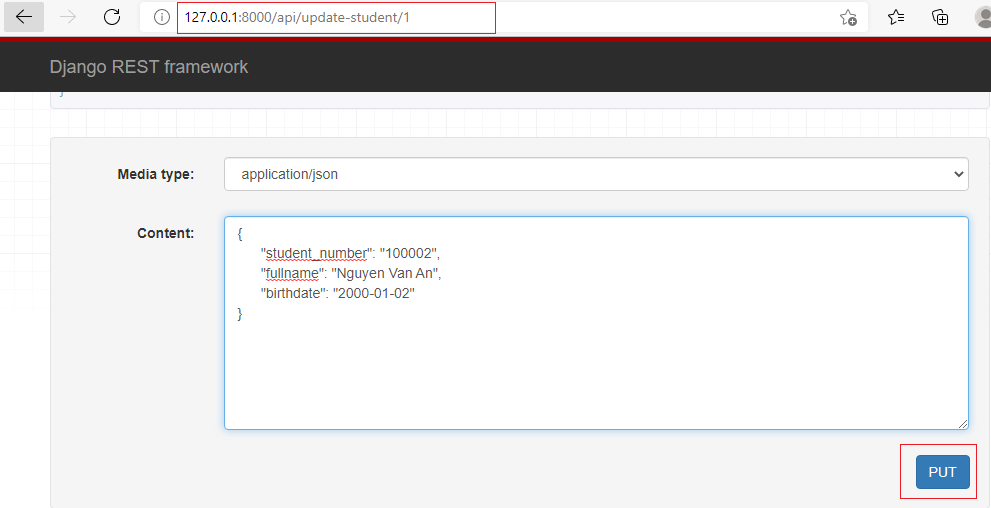 127.0.0.1:8000/api/update-student/1
Django REST framework
}
Media type:
application/json
Content:
{
"student_number": "100002",
"fullname": "Nguyen Van An",
"birthdate": "2000-01-02"
}
PUT